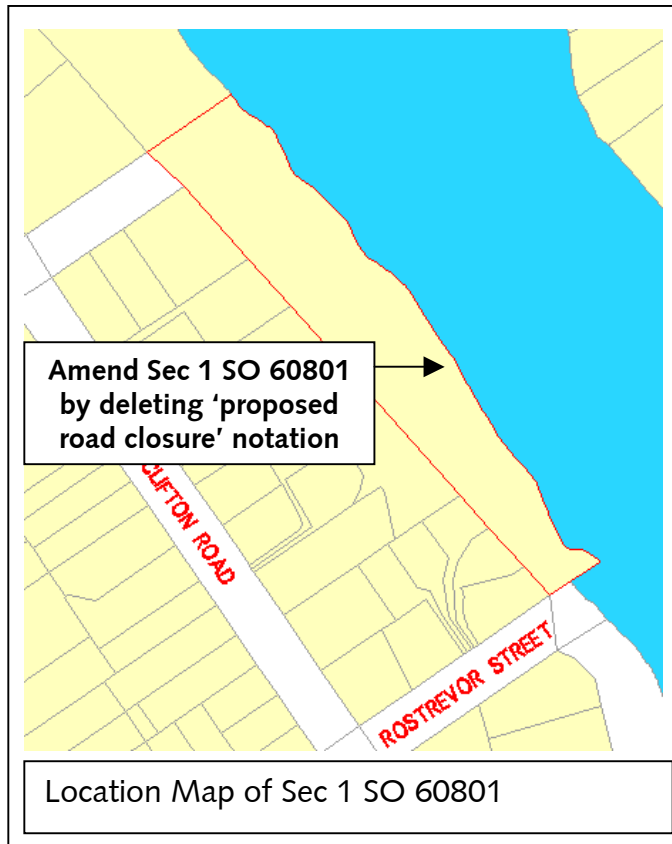 Amend Sec 1 SO 60801
by deleting ‘proposed
road closure’ notation
CLIFTON ROAD
ROSTREVOR STREET
Location Map of Sec 1 SO 60801